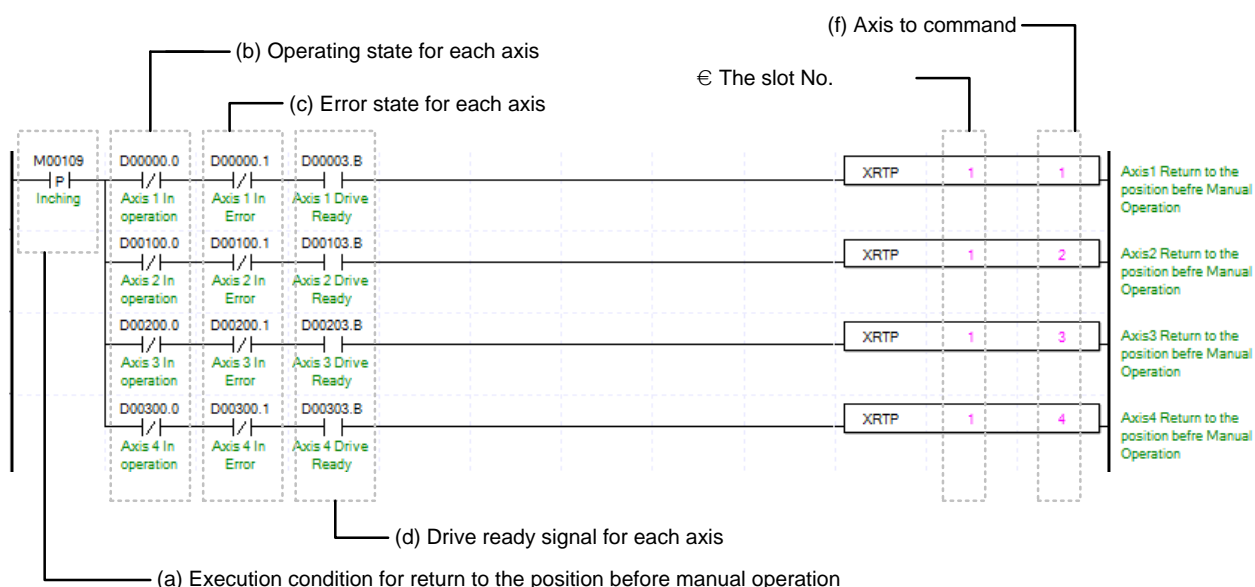 (f) Axis to command
(b) Operating state for each axis
€ The slot No.
(c) Error state for each axis
M00109 D00000.0 D00000.1 D00003.B
P
XRTP 1 1
Inching
Axis 1 In operation
Axis 1 In Error
Axis 1 Drive Ready
Axis1 Return to the
position befre Manual
Operation
D00100.0 D00100.1 D00103.B
XRTP 1 2
Axis 2 In operation
Axis 2 In Error
Axis 2 Drive Ready
Axis2 Return to the
position befre Manual
Operation
D00200.0 D00200.1 D00203.B
XRTP 1 3
Axis 3 In operation
Axis 3 In Error
Axis 3 Drive Ready
Axis3 Return to the
position befre Manual
Operation
D00300.0 D00300.1 D00303.B
XRTP 1 4
Axis 4 In operation
Axis 4 In Error
Axis 4 Drive Ready
Axis4 Return to the
position befre Manual
Operation
(d) Drive ready signal for each axis
(a) Execution condition for return to the position before manual operation